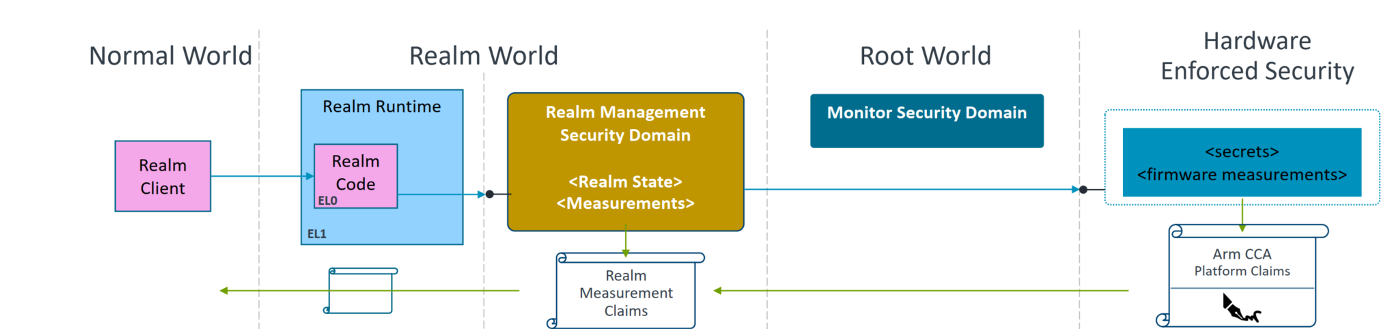 Normal World
Realm World
Root World
Hardware
Enforced Security
Realm Runtime
Realm
Client
Realm
Code
EL0
EL1
Realm Management
Security Domain
<Realm State>
<Measurements>
Monitor Security Domain
<secrets>
<firmware measurements>
Realm
Measurement
Claims
Arm CCA
Platform Claims